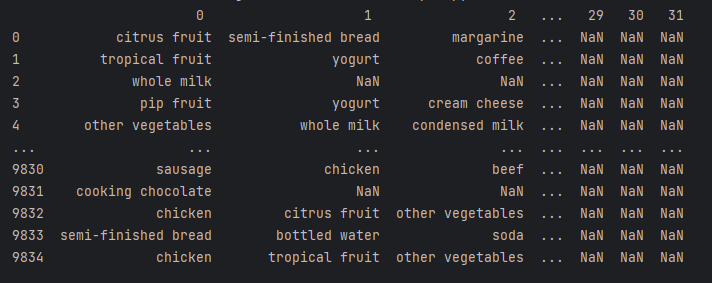 0 1 2 ... 29 30 31
0 citrus fruit semi-finished bread margarine ... NaN NaN NaN
1 tropical fruit yogurt coffee ... NaN NaN NaN
2 whole milk NaN NaN ... NaN NaN NaN
3 pip fruit yogurt cream cheese ... NaN NaN NaN
4 other vegetables whole milk condensed milk ... NaN NaN NaN
... ... ... ... ... ... ... ...
9830 sausage chicken beef ... NaN NaN NaN
9831 cooking chocolate NaN NaN ... NaN NaN NaN
9832 chicken citrus fruit other vegetables ... NaN NaN NaN
9833 semi-finished bread bottled water soda ... NaN NaN NaN
9834 chicken tropical fruit other vegetables ... NaN NaN NaN